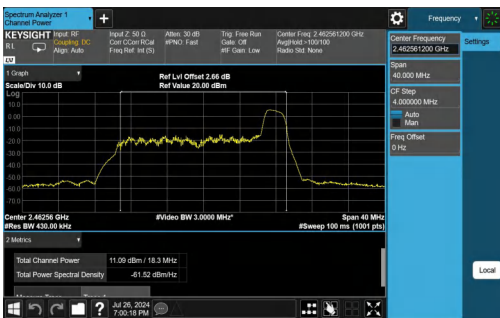 Spectrum Analyzer 1
Channel Power
Frequency
KEYSIGHT
RL
Input: RF
Coupling: DC
Align: Auto
Input Z: 50 Ω
Corr CCorr RCal
Freq Ref: Int (S)
Atten: 30 dB
#PNO: Fast
Trig: Free Run
Gate: Off
#IF Gain: Low
Center Freq: 2.462561200 GHz
Avg|Hold:>100/100
Radio Std: None
Center Frequency
2.462561200 GHz
Settings
Span
40.000 MHz
CF Step
4.000000 MHz
Auto
Man
Freq Offset
0 Hz
Local
1 Graph
Scale/Div 10.0 dB
Ref Lvl Offset 2.66 dB
Ref Value 20.00 dBm
Log
10.0
0.00
-10.0
-20.0
-30.0
-40.0
-50.0
-60.0
-70.0
Center 2.46256 GHz
#Video BW 3.0000 MHz*
Span 40 MHz
#Res BW 430.00 kHz
#Sweep 100 ms (1001 pts)
2 Metrics
Total Channel Power
11.09 dBm / 18.3 MHz
Total Power Spectral Density
-61.52 dBm/Hz
?
Jul 26, 2024
7:00:18 PM